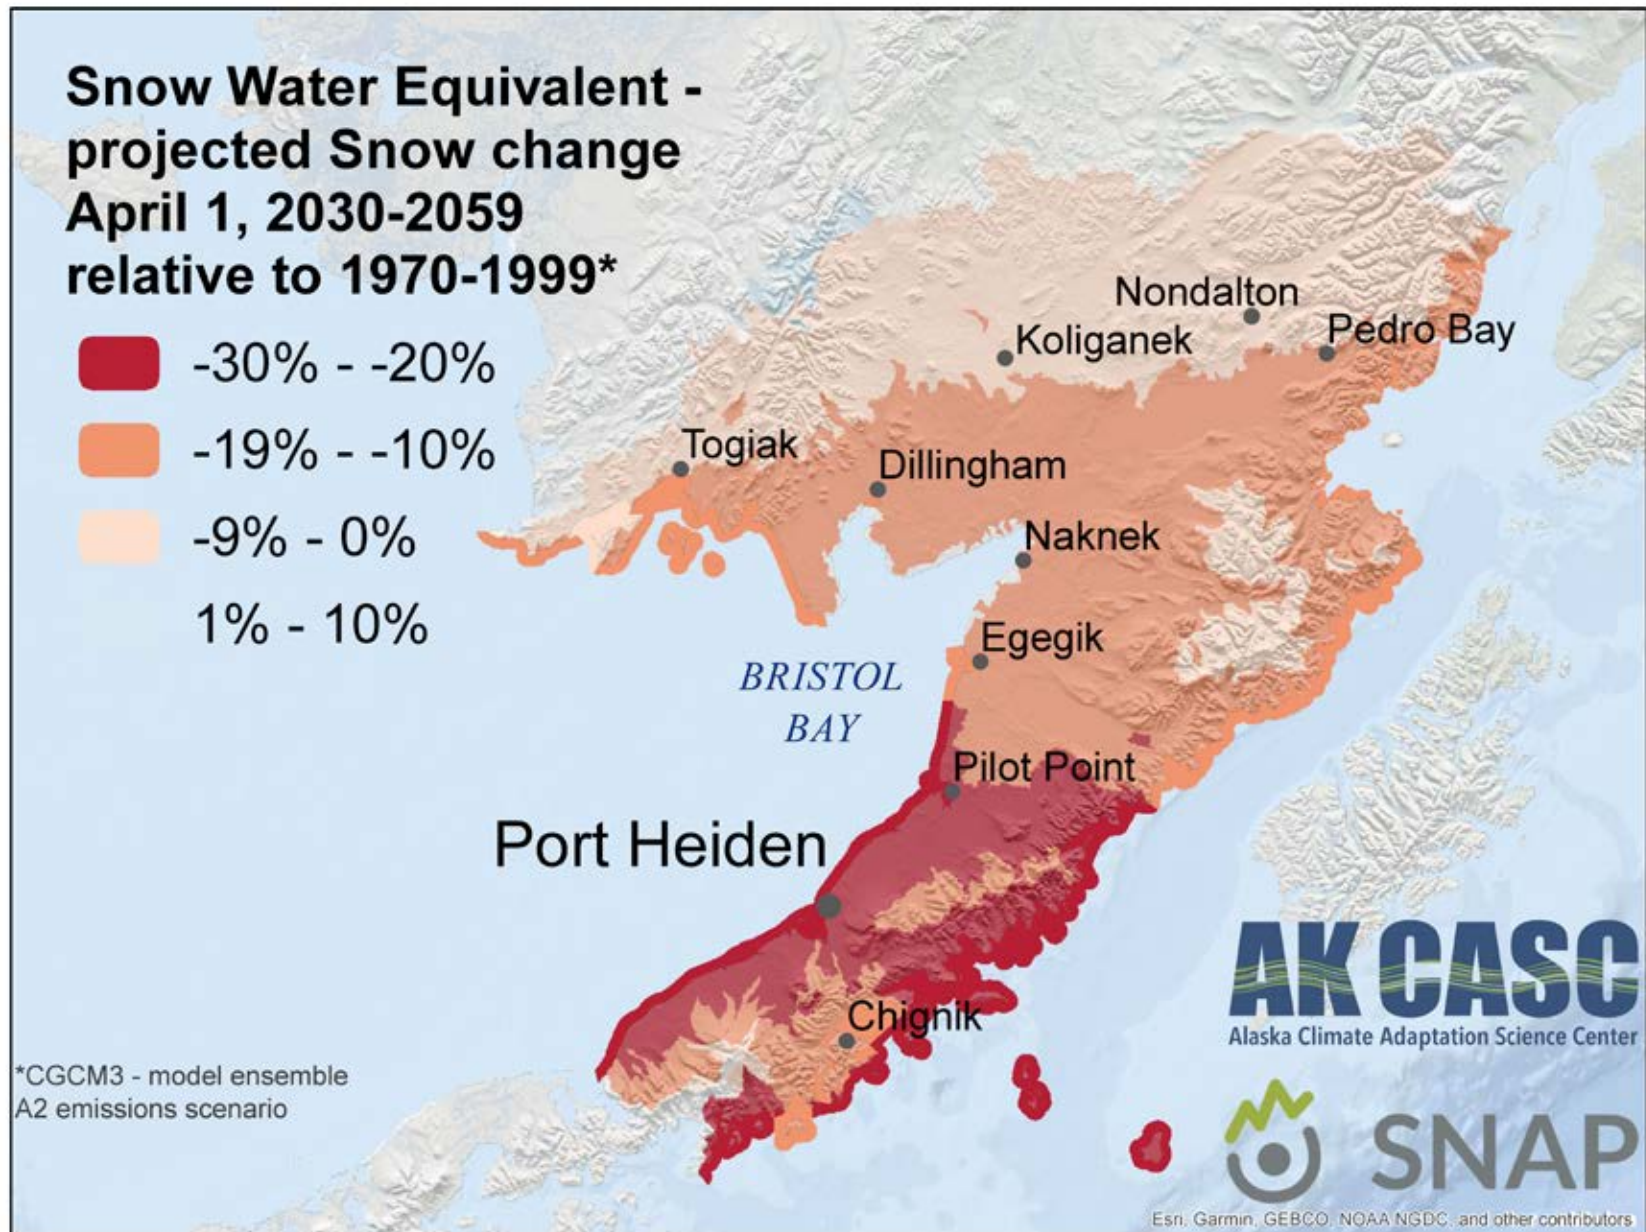 Snow Water Equivalent -
projected Snow change
April 1, 2030-2059
relative to 1970-1999*
-30% - -20%
-19% - -10%
-9% - 0%
1% - 10%
Nondalton
Koliganek
Pedro Bay
Togiak
Dillingham
Naknek
Egegik
BRISTOL
BAY
Pilot Point
Port Heiden
Chignik
*CGCM3 - model ensemble
A2 emissions scenario
AK CASC
Alaska Climate Adaptation Science Center
SNAP
Esri, Garmin, GEBCO, NOAA NGDC, and other contributors